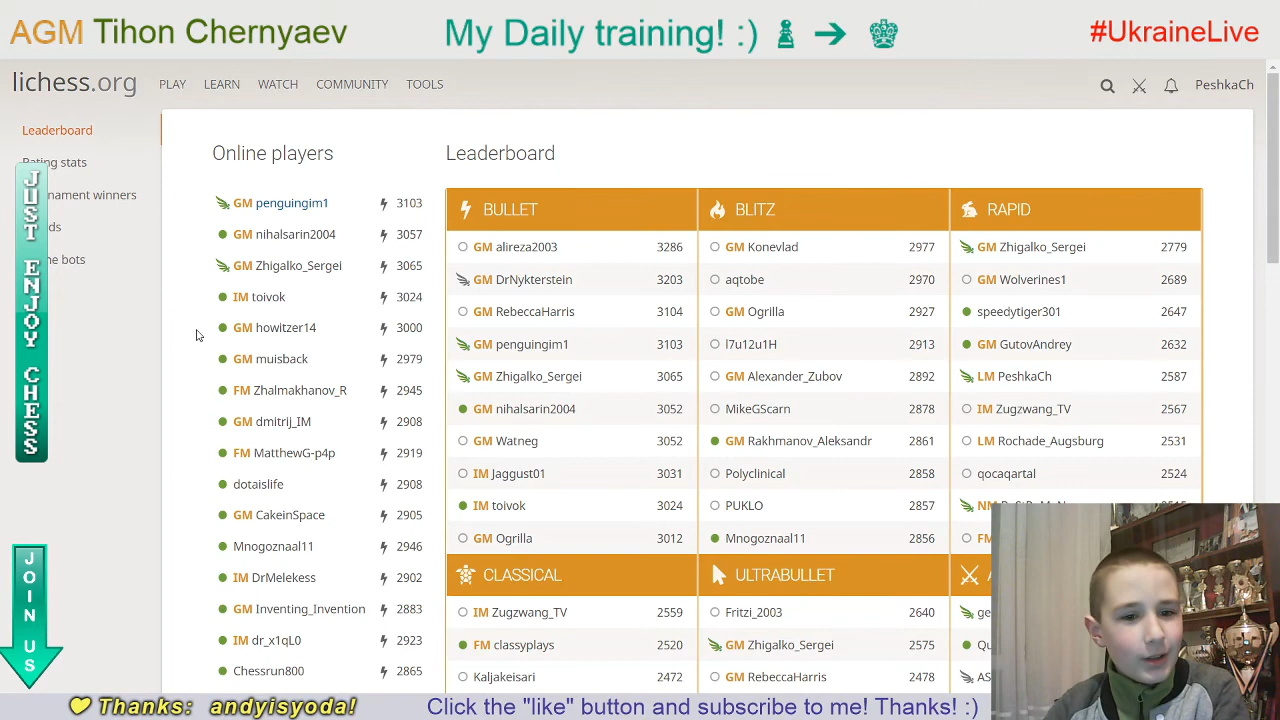 AGM Tihon Chernyaev
My Daily training! :)
#UkraineLive
lichess.org PLAY LEARN WATCH COMMUNITY TOOLS PeshkaCh
Leaderboard
Rating stats
nament winners
ds
e bots
JUST ENJOY CHESS
JOIN US
Online players
GM penguingim1 3103
GM nihalsarin2004 3057
GM Zhigalko_Sergei 3065
IM toivok 3024
GM howitzer14 3000
GM muisback 2979
FM Zhalmakhanov_R 2945
GM dmitrij_IM 2908
FM MatthewG-p4p 2919
dotaislife 2908
GM CakeinSpace 2905
Mnogoznaal11 2946
IM DrMelekess 2902
GM Inventing_Invention 2883
IM dr_x1qL0 2923
Chessrun800 2865
Leaderboard
BULLET
GM alireza2003 3286
GM DrNykterstein 3203
GM RebeccaHarris 3104
GM penguingim1 3103
GM Zhigalko_Sergei 3065
GM nihalsarin2004 3052
GM Watneg 3052
IM Jaggust01 3031
IM toivok 3024
GM Ogrilla 3012
BLITZ
GM Konevlad 2977
aqtobe 2970
GM Ogrilla 2927
l7u12u1H 2913
GM Alexander_Zubov 2892
MikeGScarn 2878
GM Rakhmanov_Aleksandr 2861
Polyclinical 2858
PUKLO 2857
Mnogoznaal11 2856
RAPID
GM Zhigalko_Sergei 2779
GM Wolverines1 2689
speedytiger301 2647
GM GutovAndrey 2632
LM PeshkaCh 2587
IM Zugzwang_TV 2567
LM Rochade_Augsburg 2531
qocaqartal 2524
CLASSICAL
IM Zugzwang_TV 2559
FM classyplays 2520
Kaljakeisari 2472
ULTRABULLET
Fritzi_2003 2640
GM Zhigalko_Sergei 2575
GM RebeccaHarris 2478
Thanks: andyisyoda!
Click the "like" button and subscribe to me! Thanks! :)